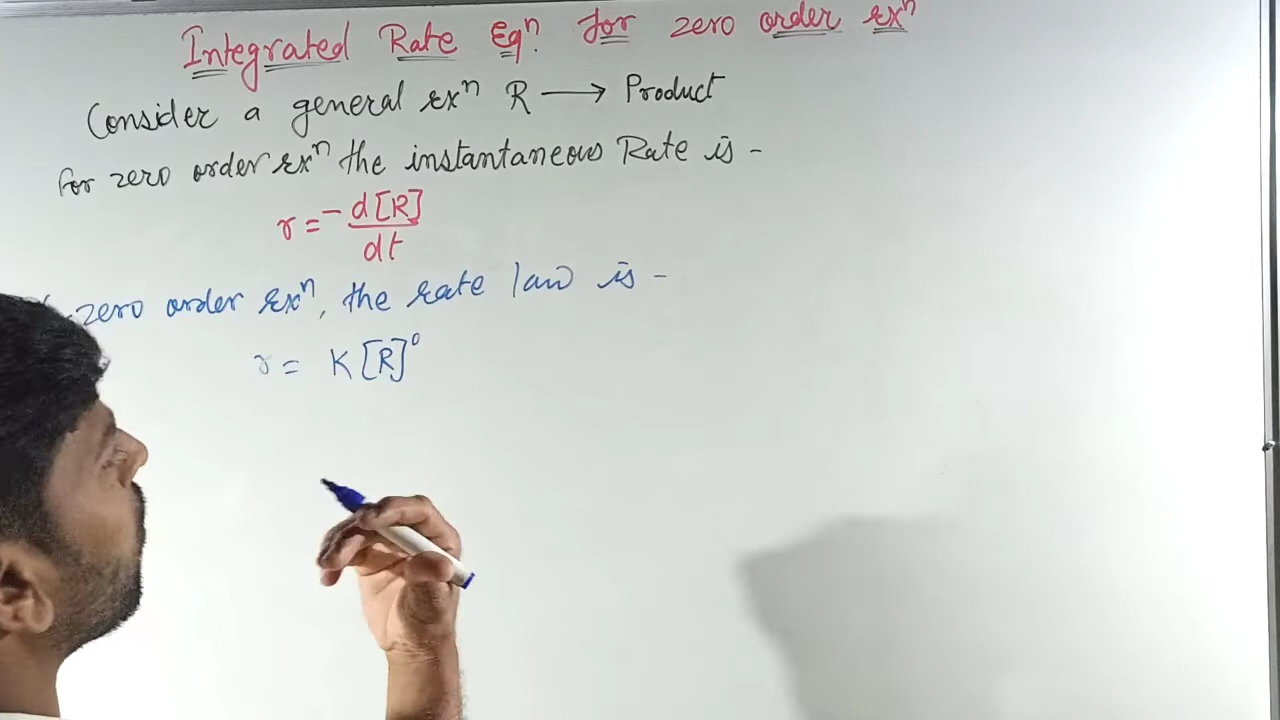 Integrated Rate Eqⁿ. for zero order rxⁿ
Consider a general rxⁿ R ⟶ Product
For zero order rxⁿ the instantaneous Rate is -
r = - d[R] / dt
zero order rxⁿ, the rate law is -
r = K[R]⁰